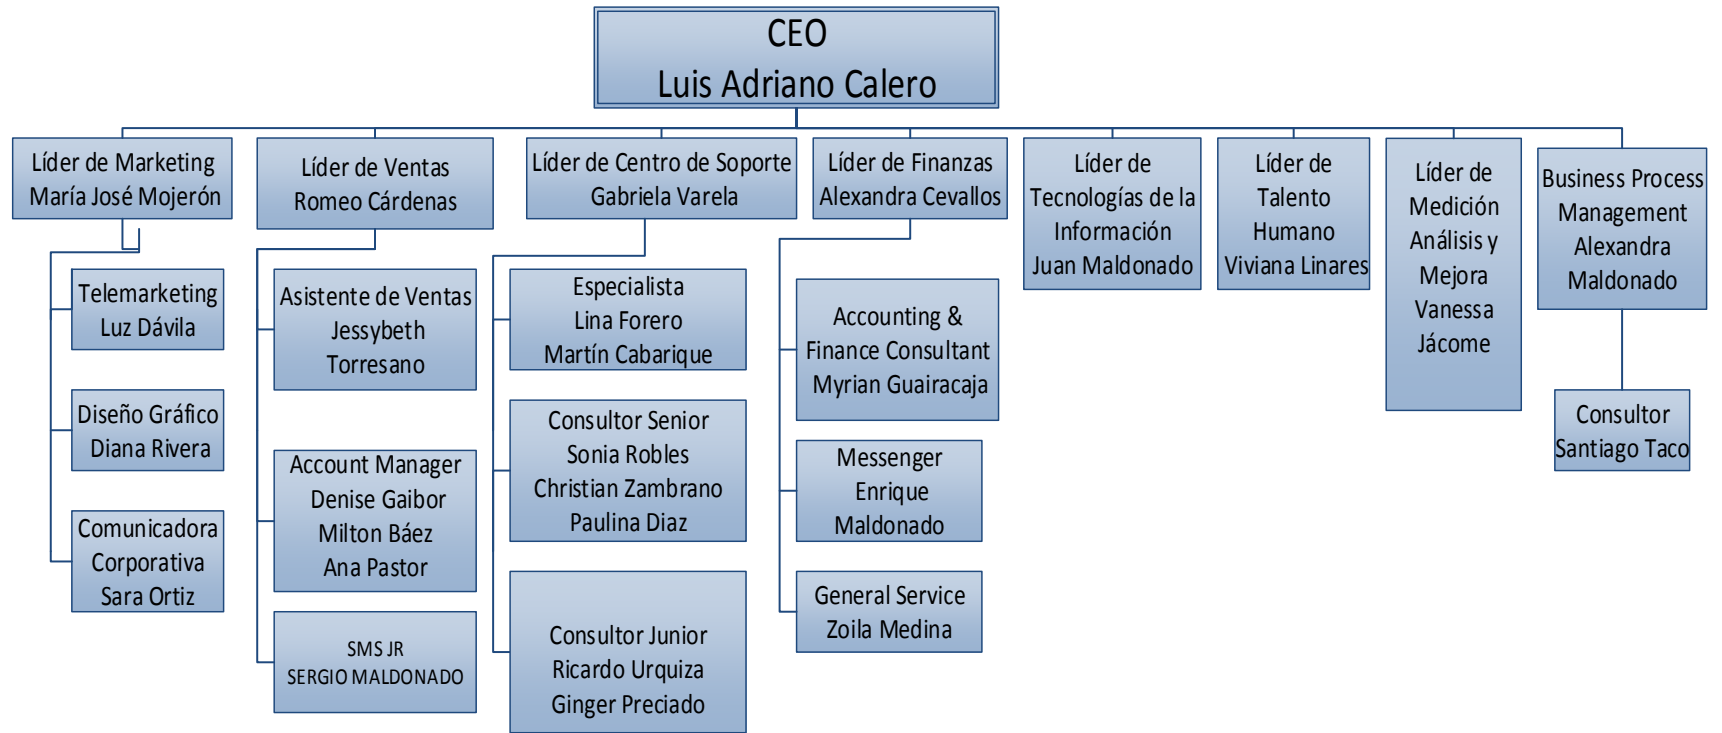 CEO
Luis Adriano Calero
Líder de Marketing
María José Mojerón
Líder de Ventas
Romeo Cárdenas
Líder de Centro de Soporte
Gabriela Varela
Líder de Finanzas
Alexandra Cevallos
Líder de
Tecnologías de la
Información
Juan Maldonado
Líder de
Talento
Humano
Viviana Linares
Líder de
Medición
Análisis y
Mejora
Vanessa
Jácome
Business Process
Management
Alexandra
Maldonado
Telemarketing
Luz Dávila
Diseño Gráfico
Diana Rivera
Comunicadora
Corporativa
Sara Ortiz
Asistente de Ventas
Jessybeth
Torresano
Account Manager
Denise Gaibor
Milton Báez
Ana Pastor
SMS JR
SERGIO MALDONADO
Especialista
Lina Forero
Martín Cabarique
Consultor Senior
Sonia Robles
Christian Zambrano
Paulina Diaz
Consultor Junior
Ricardo Urquiza
Ginger Preciado
Accounting &
Finance Consultant
Myrian Guairacaja
Messenger
Enrique
Maldonado
General Service
Zoila Medina
Consultor
Santiago Taco